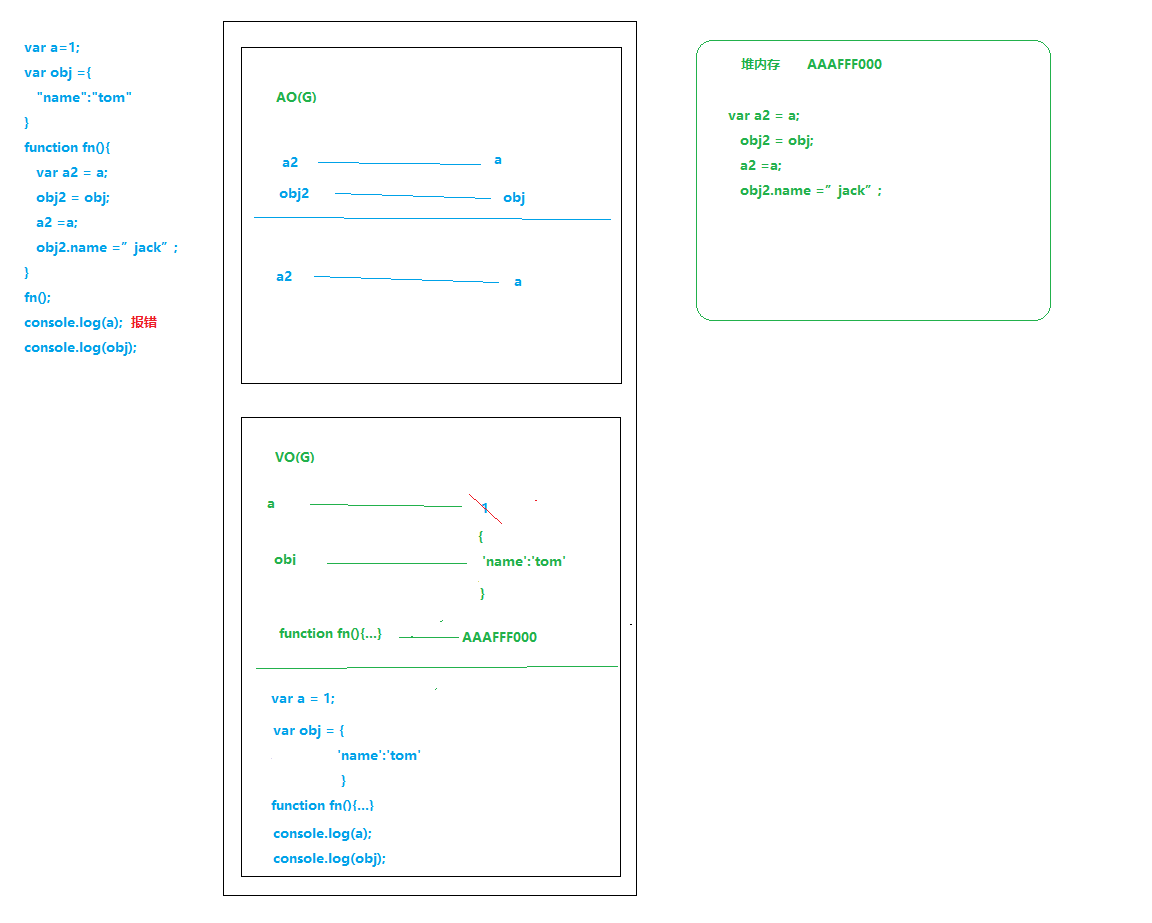 var a=1;
var obj ={
"name":"tom"
}
function fn(){
var a2 = a;
obj2 = obj;
a2 =a;
obj2.name =”jack”;
}
fn();
console.log(a); 报错
console.log(obj);
AO(G)
a2 a
obj2 obj
a2 a
VO(G)
a 1
{
obj 'name':'tom'
}
function fn(){...} AAAFFF000
var a = 1;
var obj = {
'name':'tom'
}
function fn(){...}
console.log(a);
console.log(obj);
堆内存 AAAFFF000
var a2 = a;
obj2 = obj;
a2 =a;
obj2.name =”jack”;